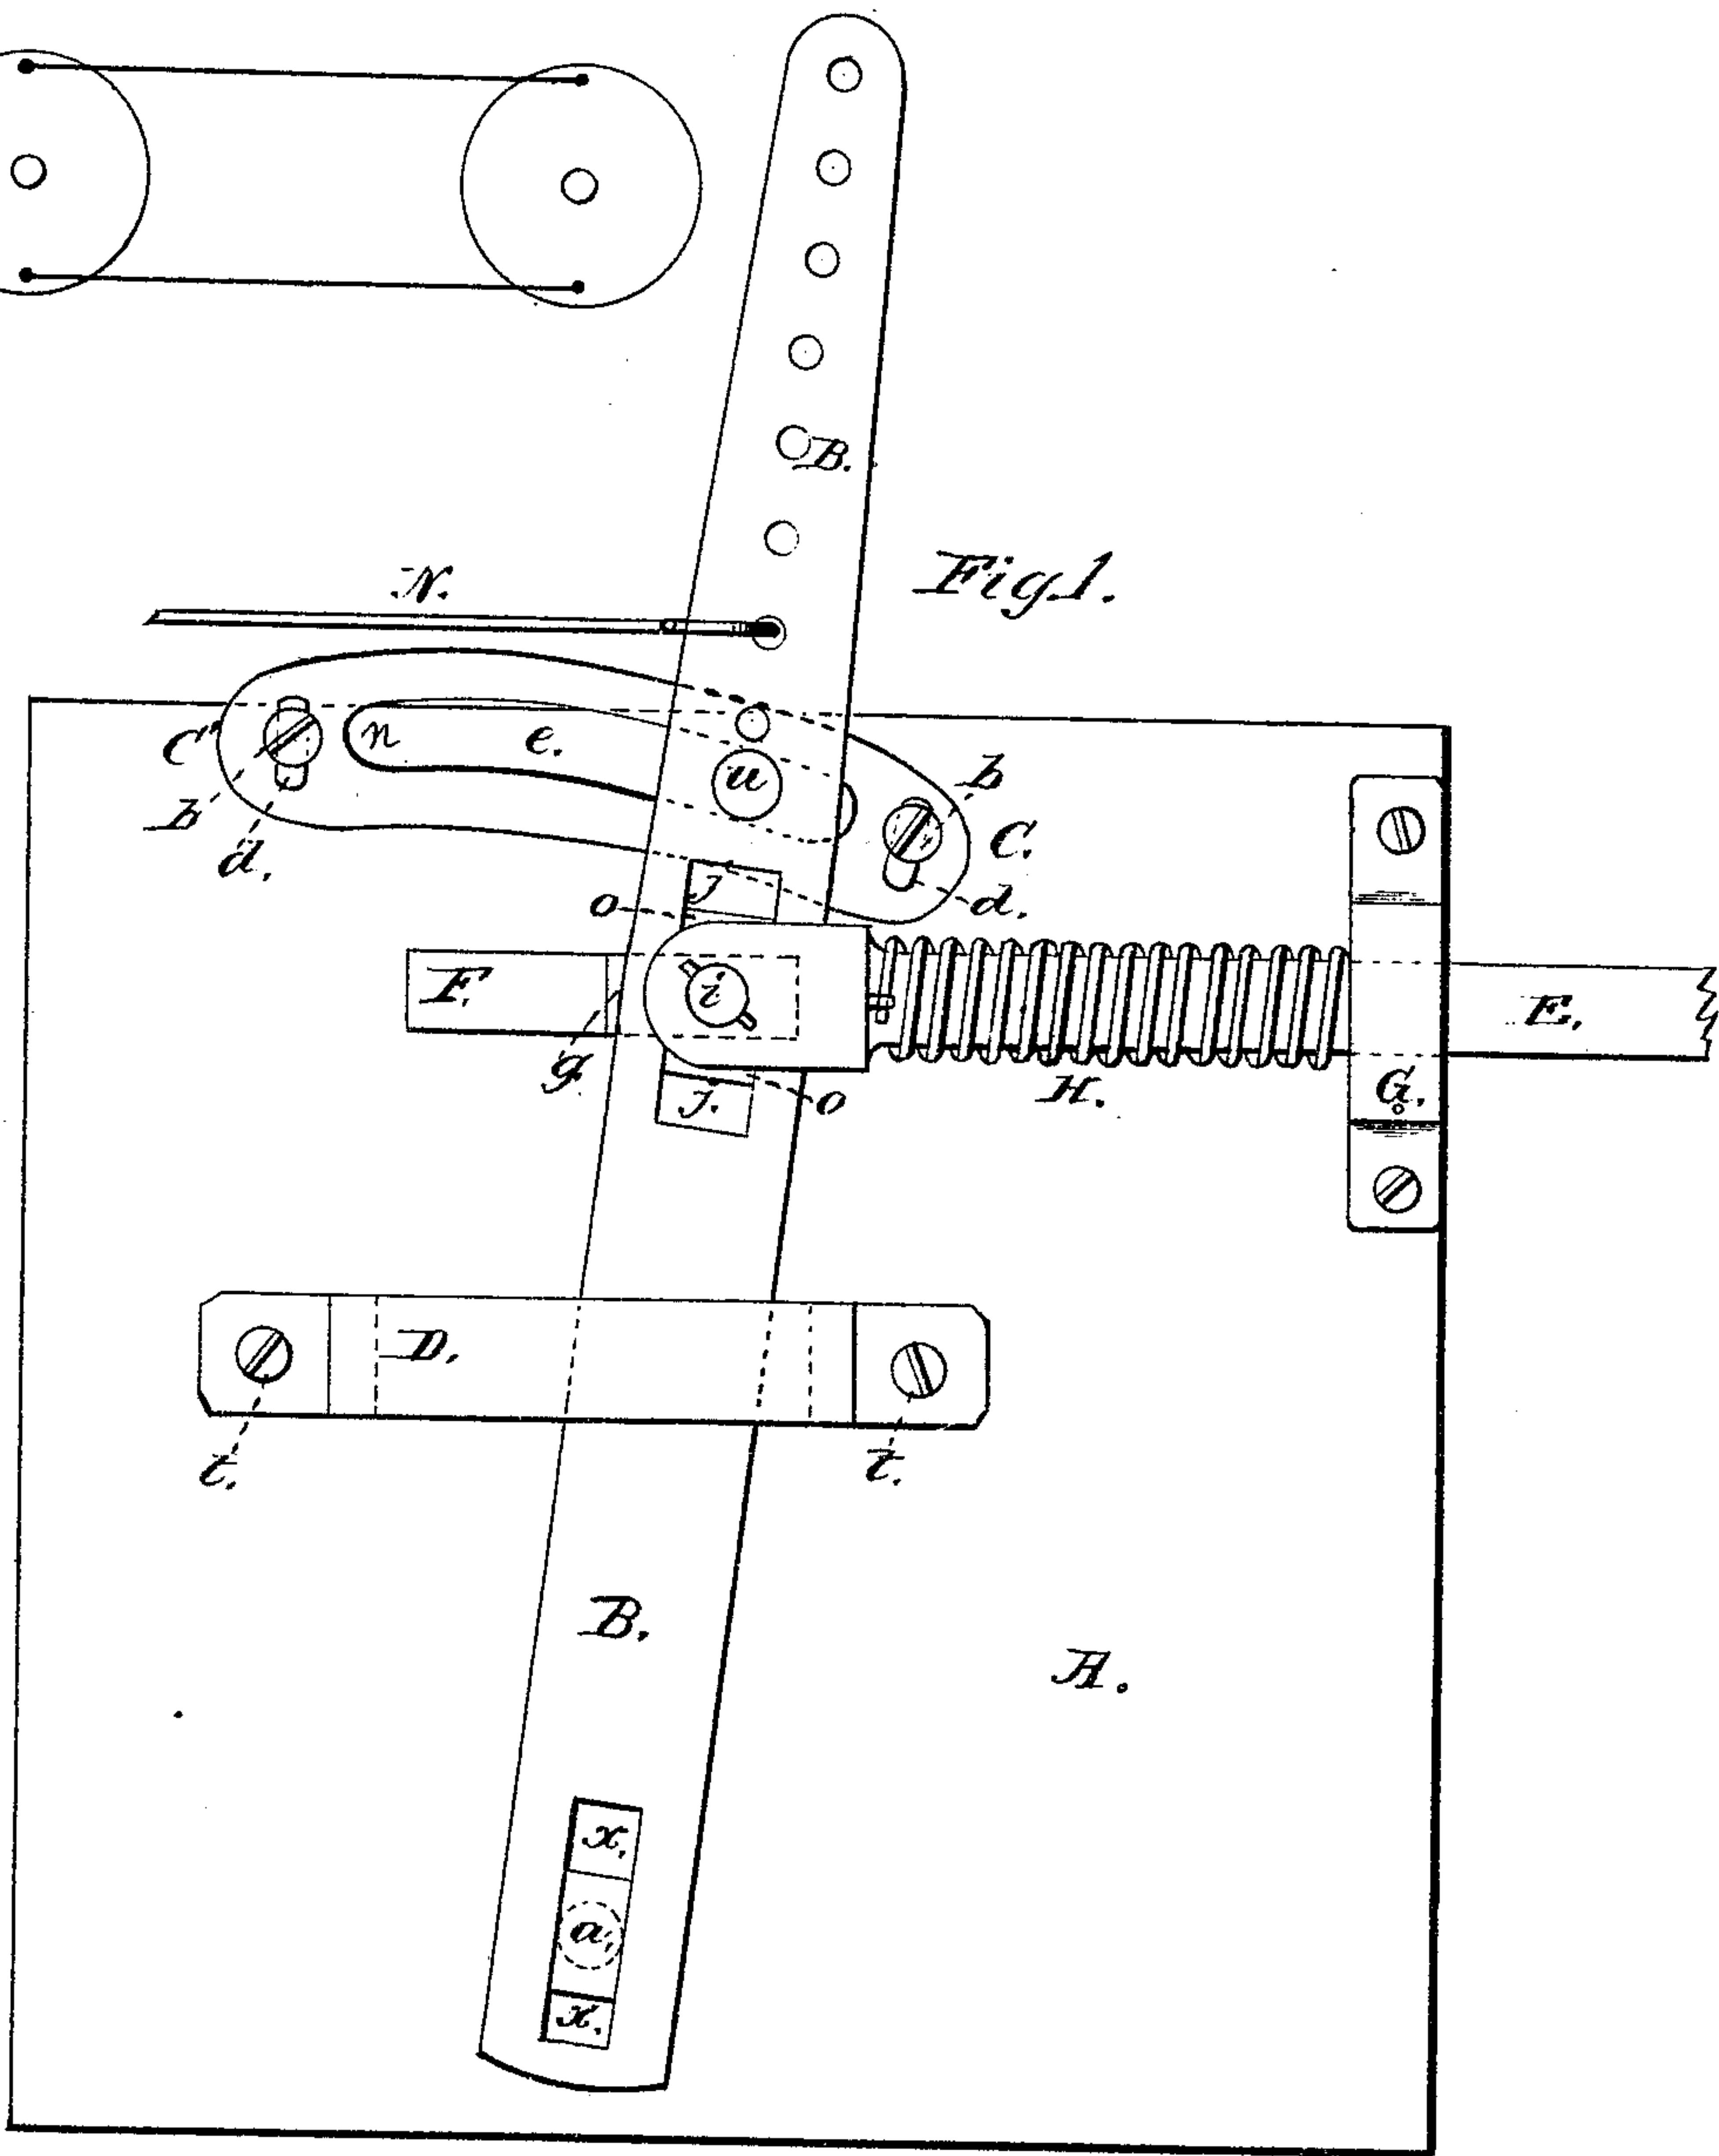 B.
N.
Fig 1.
C
n
e.
u
b
C.
b
d.
d.
J
o
F.
i
E.
g
J.
o
H.
G.
D.
t.
t.
B.
A.
x.
a.
x.